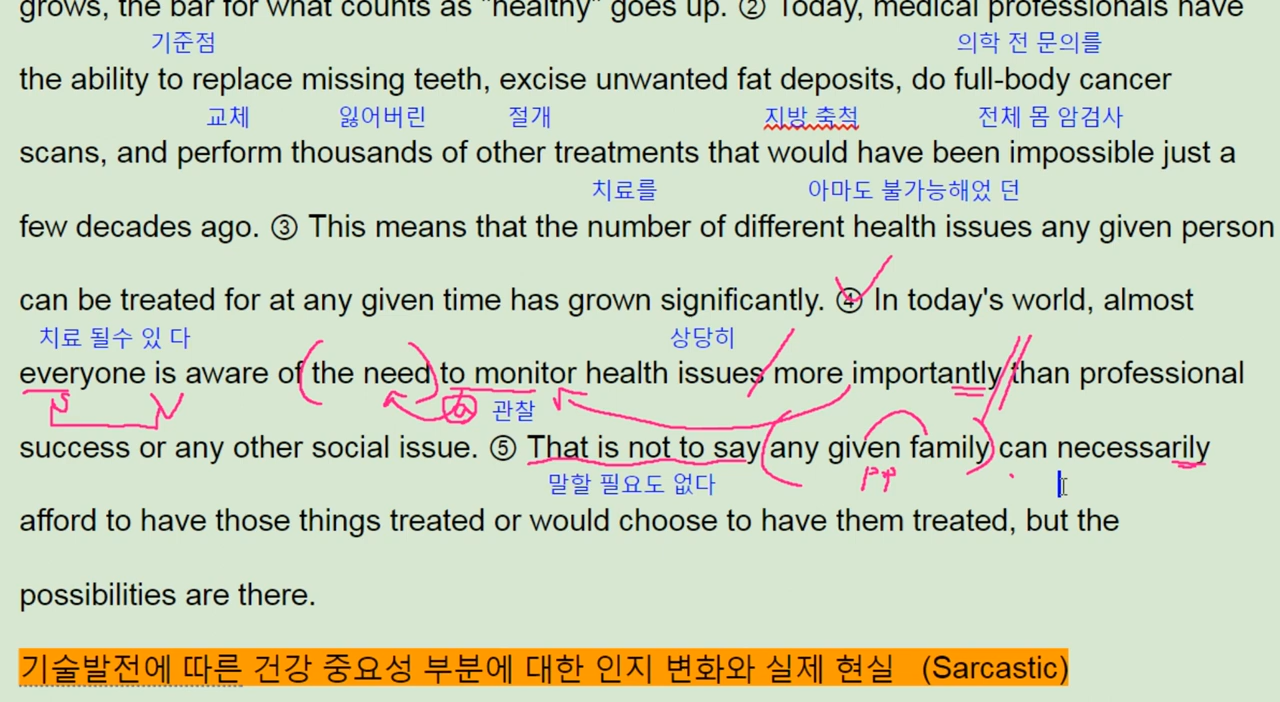 grows, the bar for what counts as "healthy" goes up. ② Today, medical professionals have
기준점 의학 전 문의를
the ability to replace missing teeth, excise unwanted fat deposits, do full-body cancer
교체 잃어버린 절개 지방 축척 전체 몸 암검사
scans, and perform thousands of other treatments that would have been impossible just a
치료를 아마도 불가능해었 던
few decades ago. ③ This means that the number of different health issues any given person
can be treated for at any given time has grown significantly. ④ In today's world, almost
치료 될수 있 다 상당히
everyone is aware of the need to monitor health issues more importantly than professional
S V 관찰
success or any other social issue. ⑤ That is not to say any given family can necessarily
말할 필요도 없다 pp
afford to have those things treated or would choose to have them treated, but the
possibilities are there.
기술발전에 따른 건강 중요성 부분에 대한 인지 변화와 실제 현실 (Sarcastic)